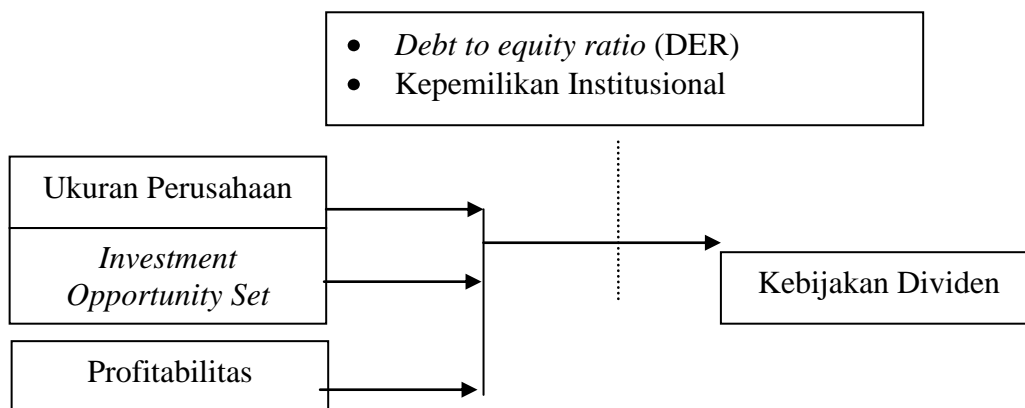 • Debt to equity ratio (DER)
• Kepemilikan Institusional
Ukuran Perusahaan
Investment
Opportunity Set
Kebijakan Dividen
Profitabilitas